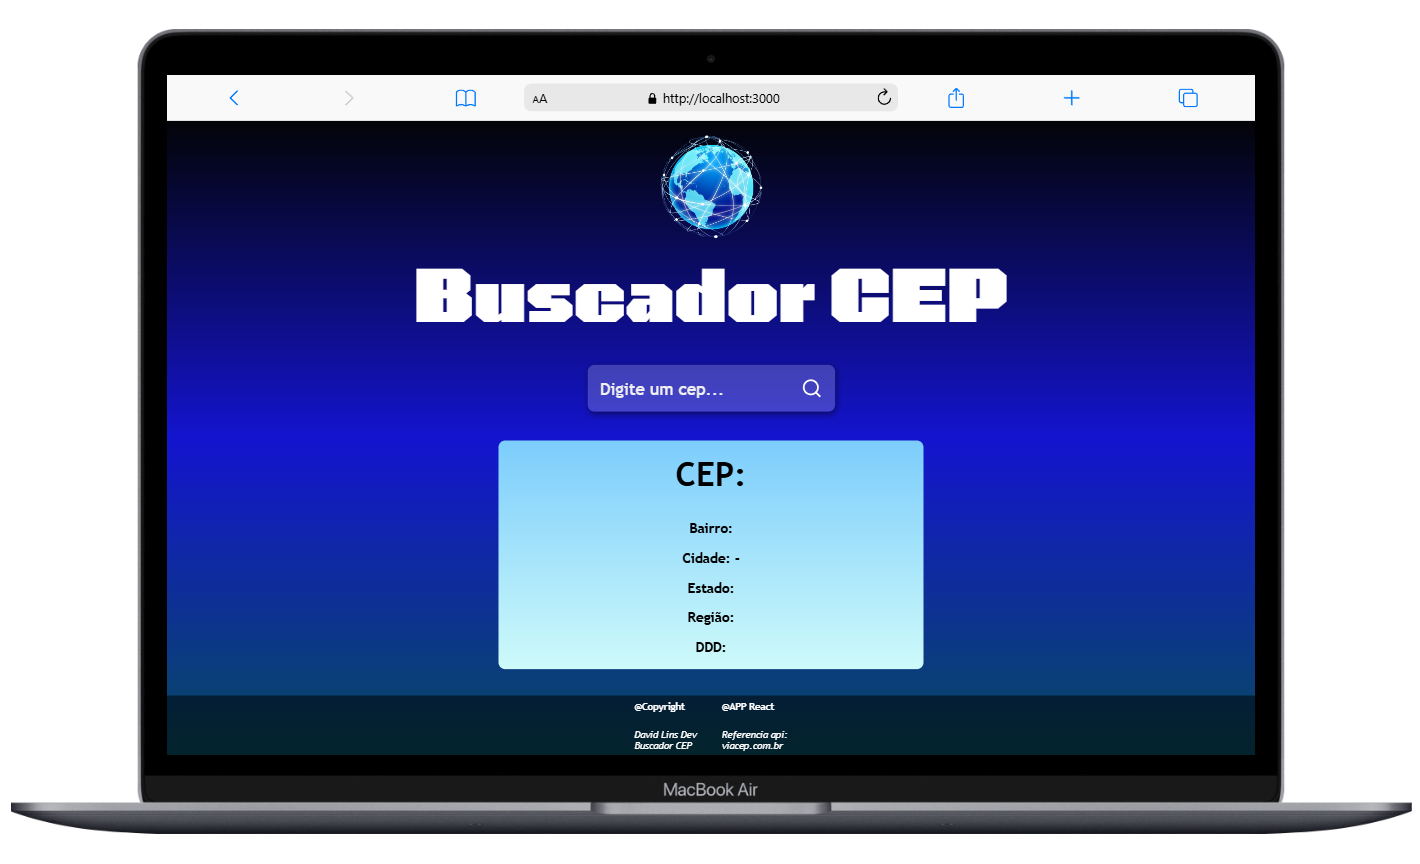 AA
http://localhost:3000
Buscador CEP
Digite um cep...
CEP:
Bairro:
Cidade: -
Estado:
Região:
DDD:
@Copyright
David Lins Dev
Buscador CEP
@APP React
Referencia api:
viacep.com.br
MacBook Air